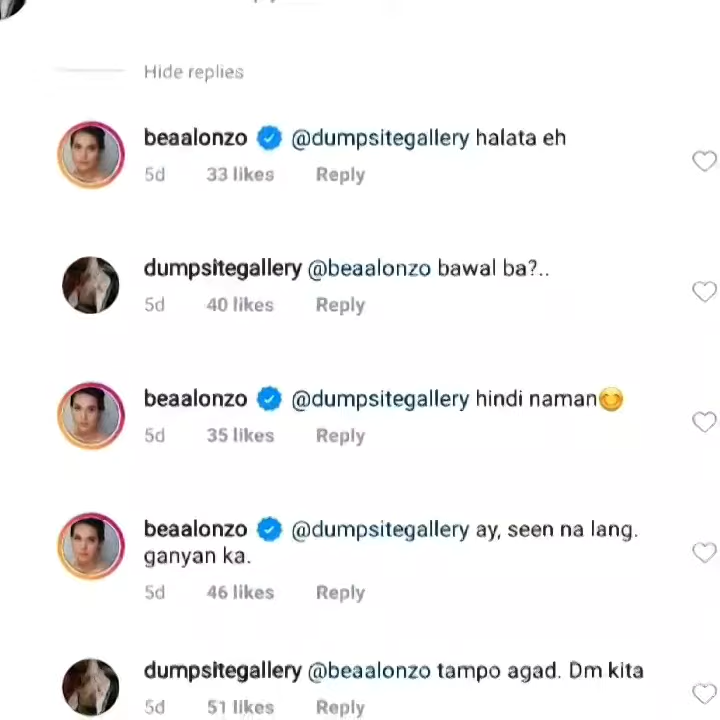 Hide replies
beaalonzo @dumpsitegallery halata eh
5d 33 likes Reply
dumpsitegallery @beaalonzo bawal ba?..
5d 40 likes Reply
beaalonzo @dumpsitegallery hindi naman😊
5d 35 likes Reply
beaalonzo @dumpsitegallery ay, seen na lang.
ganyan ka.
5d 46 likes Reply
dumpsitegallery @beaalonzo tampo agad. Dm kita
5d 51 likes Reply